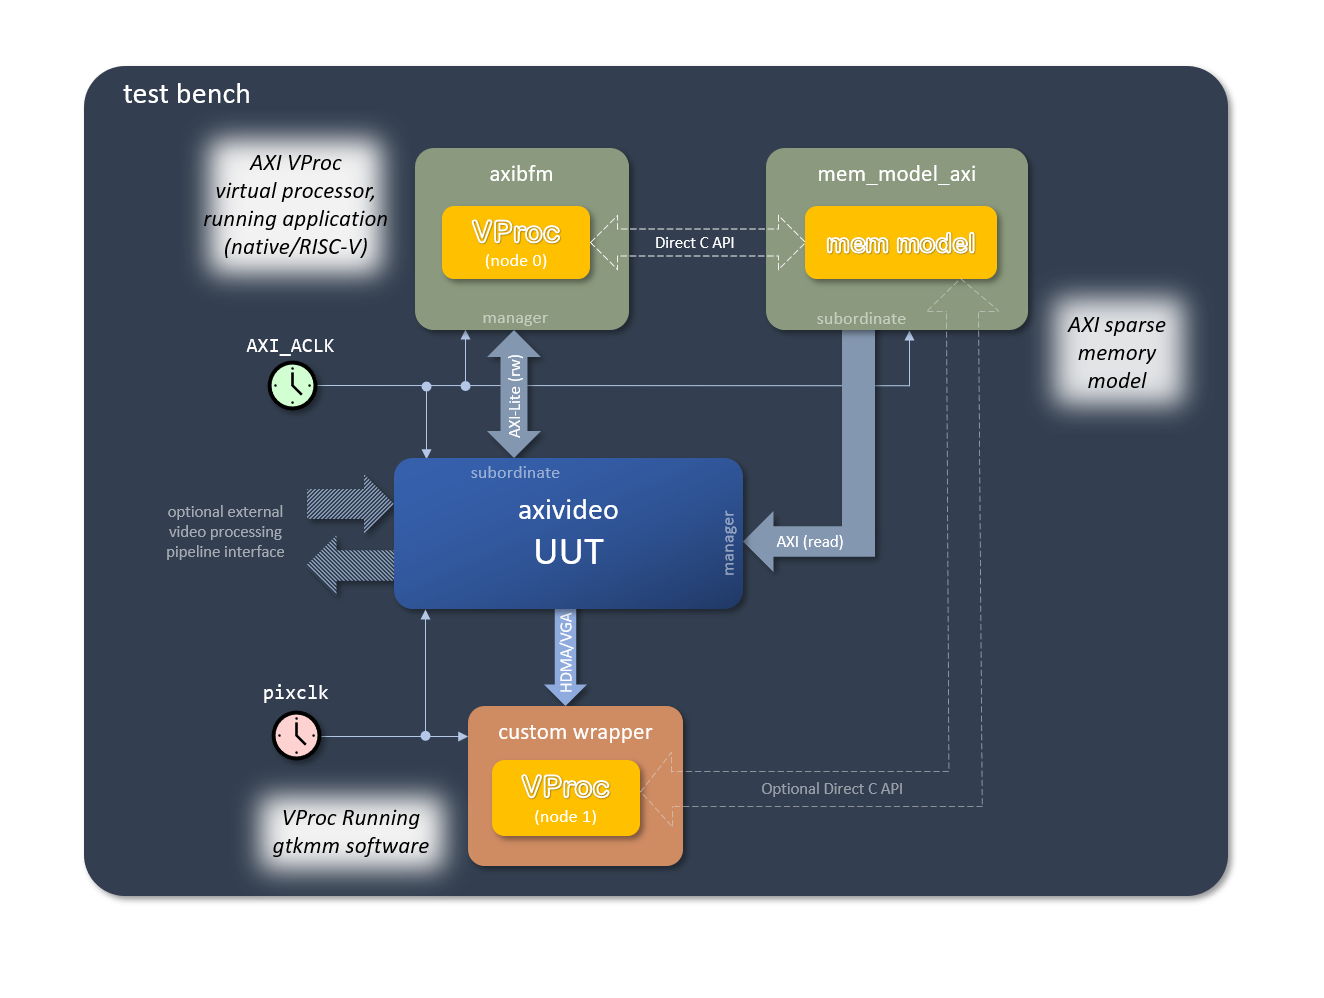 test bench
AXI VProc
virtual processor,
running application
(native/RISC-V)
axibfm
VProc
(node 0)
manager
Direct C API
mem_model_axi
mem model
subordinate
AXI sparse
memory
model
AXI_ACLK
AXI-Lite (rw)
subordinate
axivideo
UUT
manager
AXI (read)
optional external
video processing
pipeline interface
HDMA/VGA
pixclk
custom wrapper
VProc
(node 1)
Optional Direct C API
VProc Running
gtkmm software